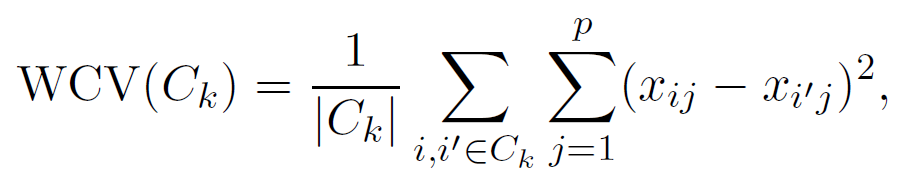 WCV(C_k) = \frac{1}{|C_k|} \sum_{i,i' \in C_k} \sum_{j=1}^{p} (x_{ij} - x_{i'j})^2,